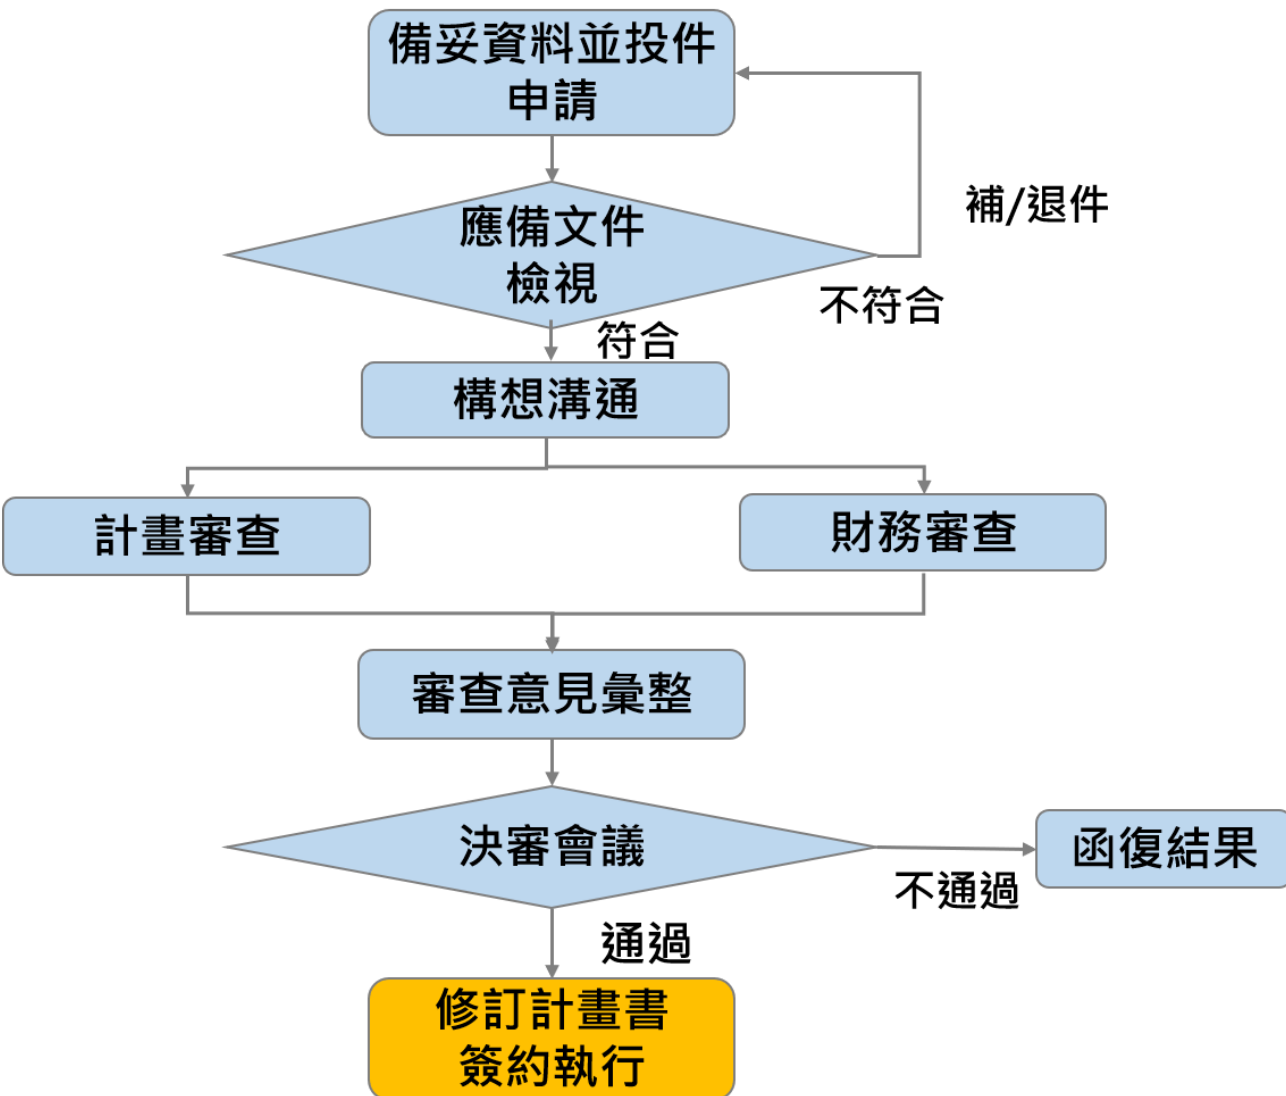 備妥資料並投件
申請
補/退件
應備文件
檢視
不符合
符合
構想溝通
計畫審查
財務審查
審查意見彙整
決審會議
函復結果
不通過
通過
修訂計畫書
簽約執行